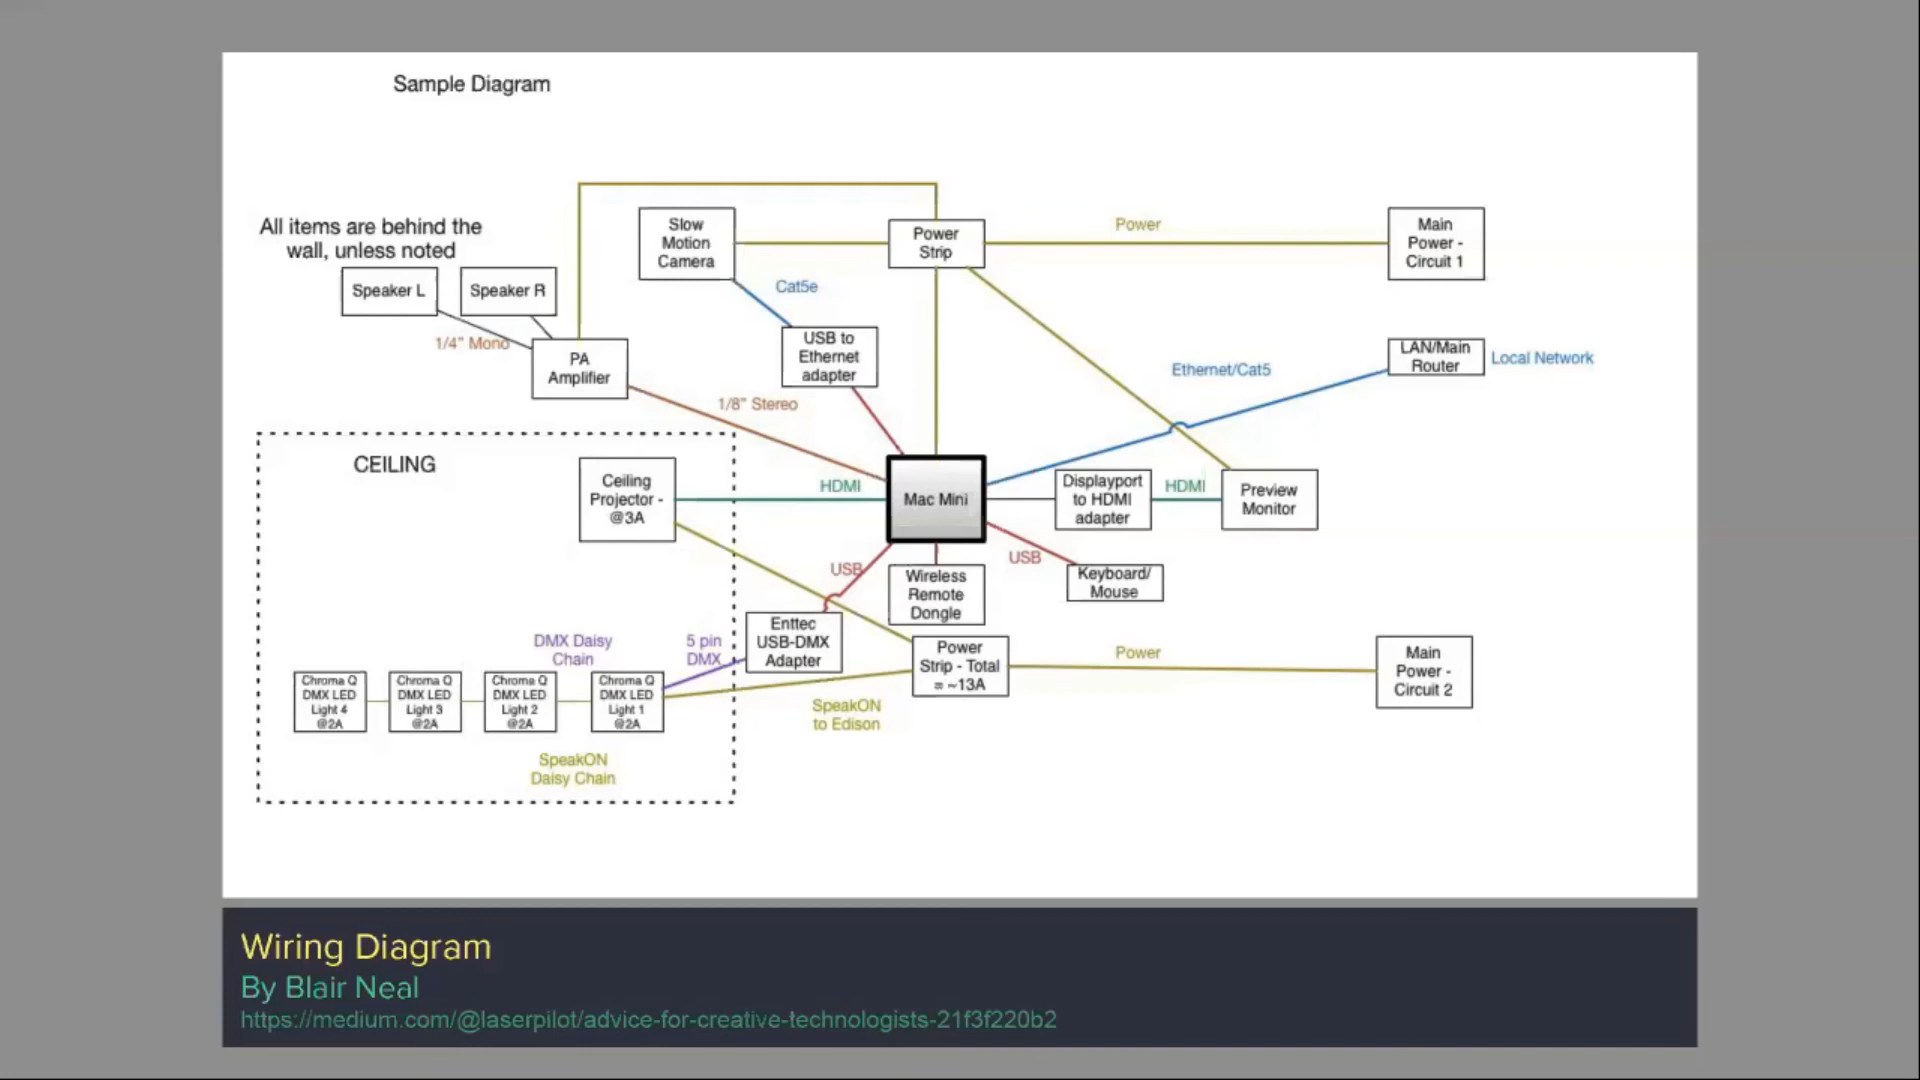 Sample Diagram
All items are behind the
wall, unless noted
Speaker L
Speaker R
1/4" Mono
PA
Amplifier
Slow
Motion
Camera
Cat5e
USB to
Ethernet
adapter
1/8" Stereo
Power
Strip
Power
Main
Power -
Circuit 1
Ethernet/Cat5
LAN/Main
Router
Local Network
CEILING
Ceiling
Projector -
@3A
HDMI
Mac Mini
Displayport
to HDMI
adapter
HDMI
Preview
Monitor
USB
Wireless
Remote
Dongle
USB
Keyboard/
Mouse
Enttec
USB-DMX
Adapter
DMX Daisy
Chain
5 pin
DMX
Power
Strip - Total
= ~13A
Power
Main
Power -
Circuit 2
Chroma Q
DMX LED
Light 4
@2A
Chroma Q
DMX LED
Light 3
@2A
Chroma Q
DMX LED
Light 2
@2A
Chroma Q
DMX LED
Light 1
@2A
SpeakON
to Edison
SpeakON
Daisy Chain
Wiring Diagram
By Blair Neal
https://medium.com/@laserpilot/advice-for-creative-technologists-21f3f220b2